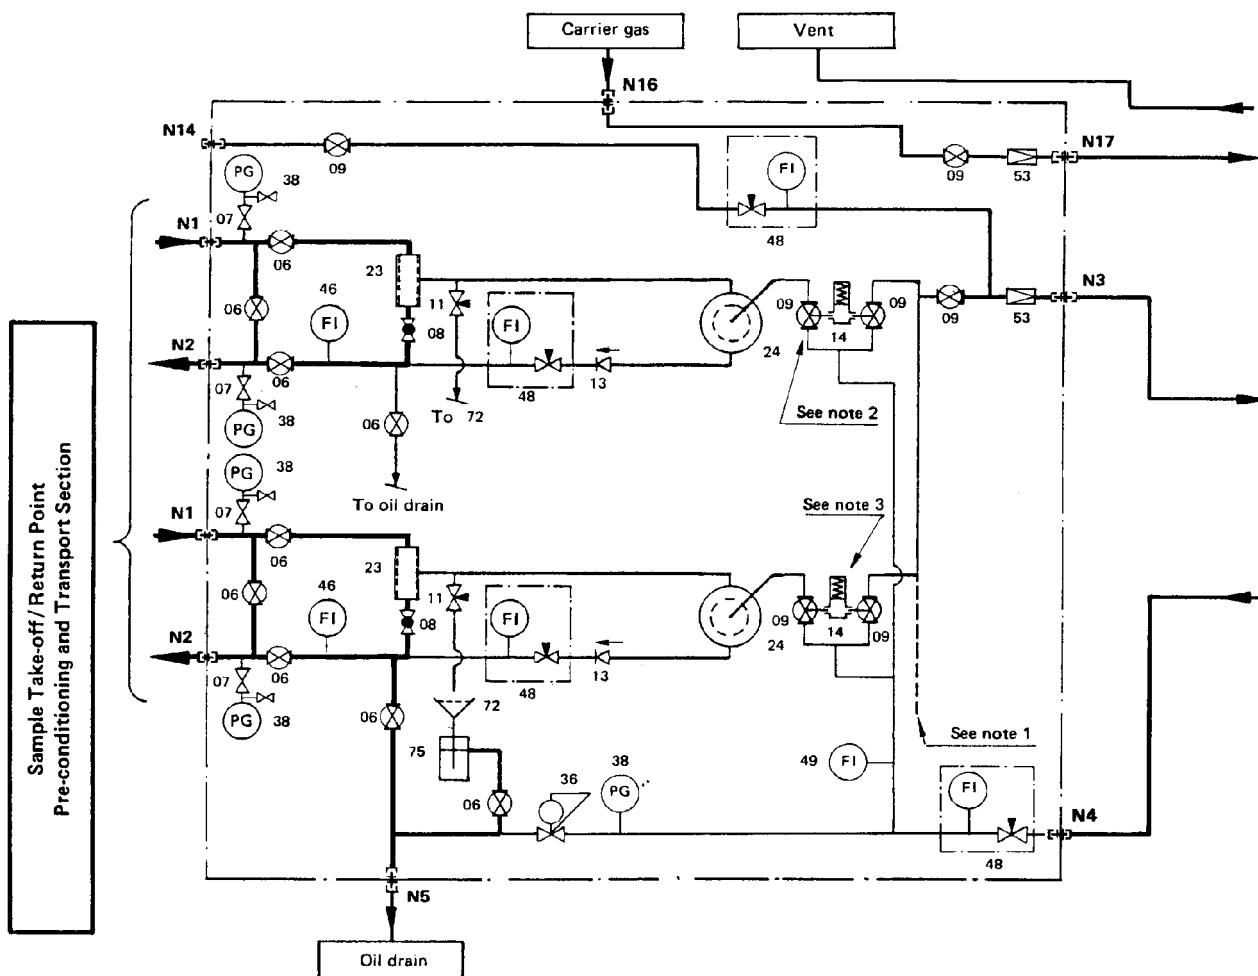 Carrier gas
Vent
N16
N14
N17
PG
38
FI
09
09
53
07
N1
48
06
23
N3
46
11
09
09
06
FI
08
FI
09
53
24
14
N2
06
13
07
48
See note 2
38
06
To 72
PG
PG
38
To oil drain
N1
07
See note 3
06
23
46
11
06
FI
08
FI
09
09
14
24
N2
06
13
07
48
38
72
PG
06
See note 1
75
49
FI
38
36
PG
FI
06
N4
48
N5
Oil drain
Sample Take-off/Return Point
Pre-conditioning and Transport Section